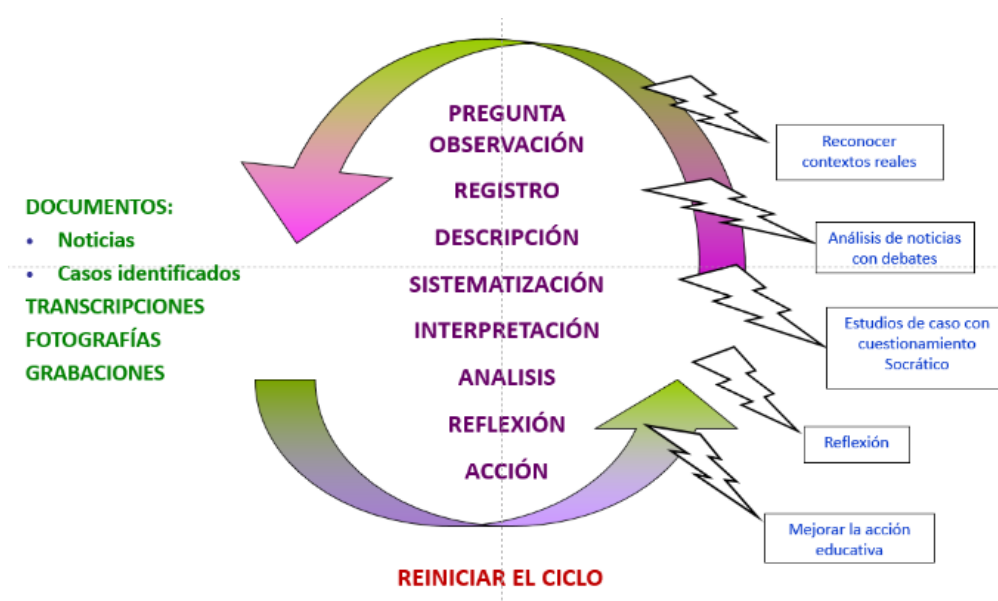 PREGUNTA
OBSERVACIÓN
REGISTRO
DESCRIPCIÓN
SISTEMATIZACIÓN
INTERPRETACIÓN
ANALISIS
REFLEXIÓN
ACCIÓN
DOCUMENTOS:
• Noticias
• Casos identificados
TRANSCRIPCIONES
FOTOGRAFÍAS
GRABACIONES
Reconocer
contextos reales
Análisis de noticias
con debates
Estudios de caso con
cuestionamiento
Socrático
Reflexión
Mejorar la acción
educativa
REINICIAR EL CICLO